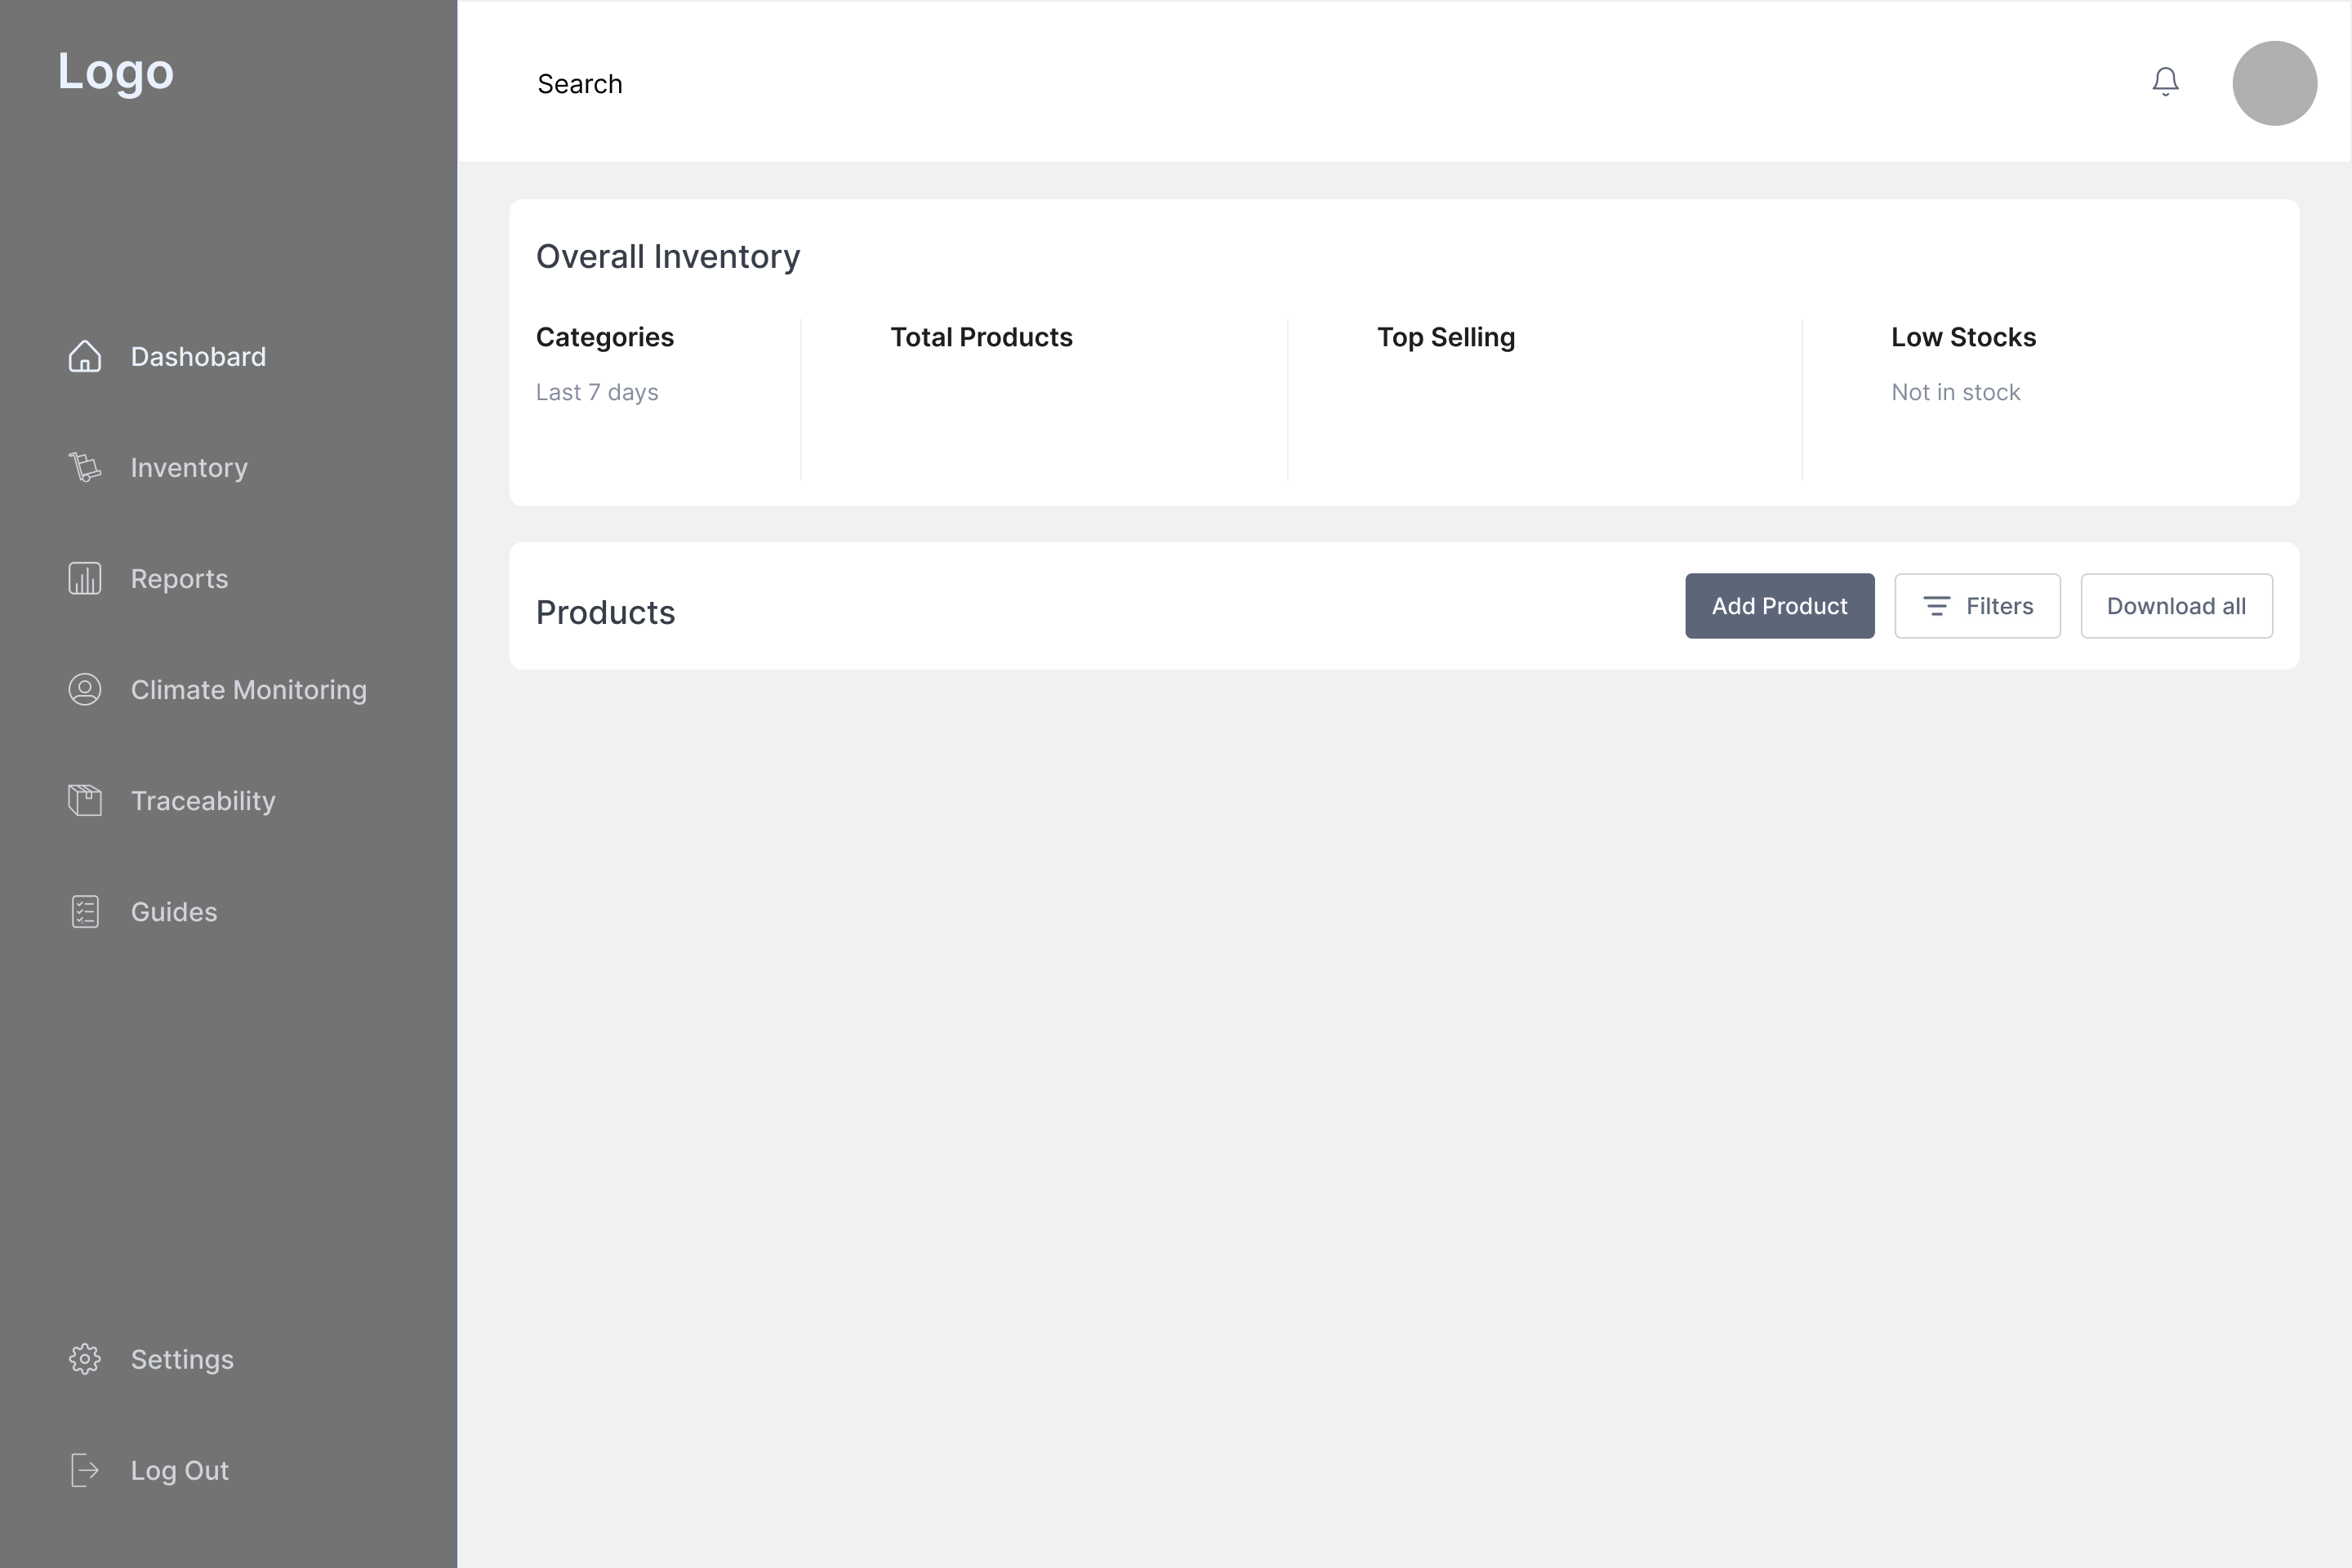 Logo
Search
Dashobard
Inventory
Reports
Climate Monitoring
Traceability
Guides
Settings
Log Out
Overall Inventory
Categories
Last 7 days
Total Products
Top Selling
Low Stocks
Not in stock
Products
Add Product
Filters
Download all